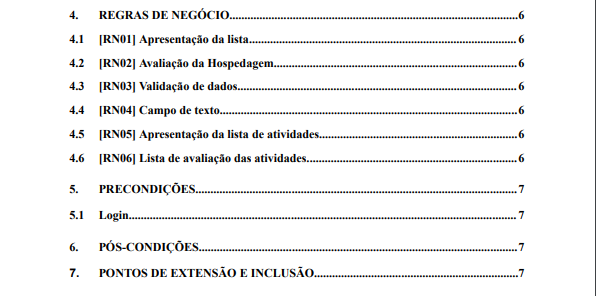 4. REGRAS DE NEGÓCIO........................................................................................6
4.1 [RN01] Apresentação da lista...................................................................................6
4.2 [RN02] Avaliação da Hospedagem...........................................................................6
4.3 [RN03] Validação de dados......................................................................................6
4.4 [RN04] Campo de texto...........................................................................................6
4.5 [RN05] Apresentação da lista de atividades..............................................................6
4.6 [RN06] Lista de avaliação das atividades..................................................................6
5. PRECONDIÇÕES..................................................................................................7
5.1 Login......................................................................................................................7
6. PÓS-CONDIÇÕES.................................................................................................7
7. PONTOS DE EXTENSÃO E INCLUSÃO..............................................................7